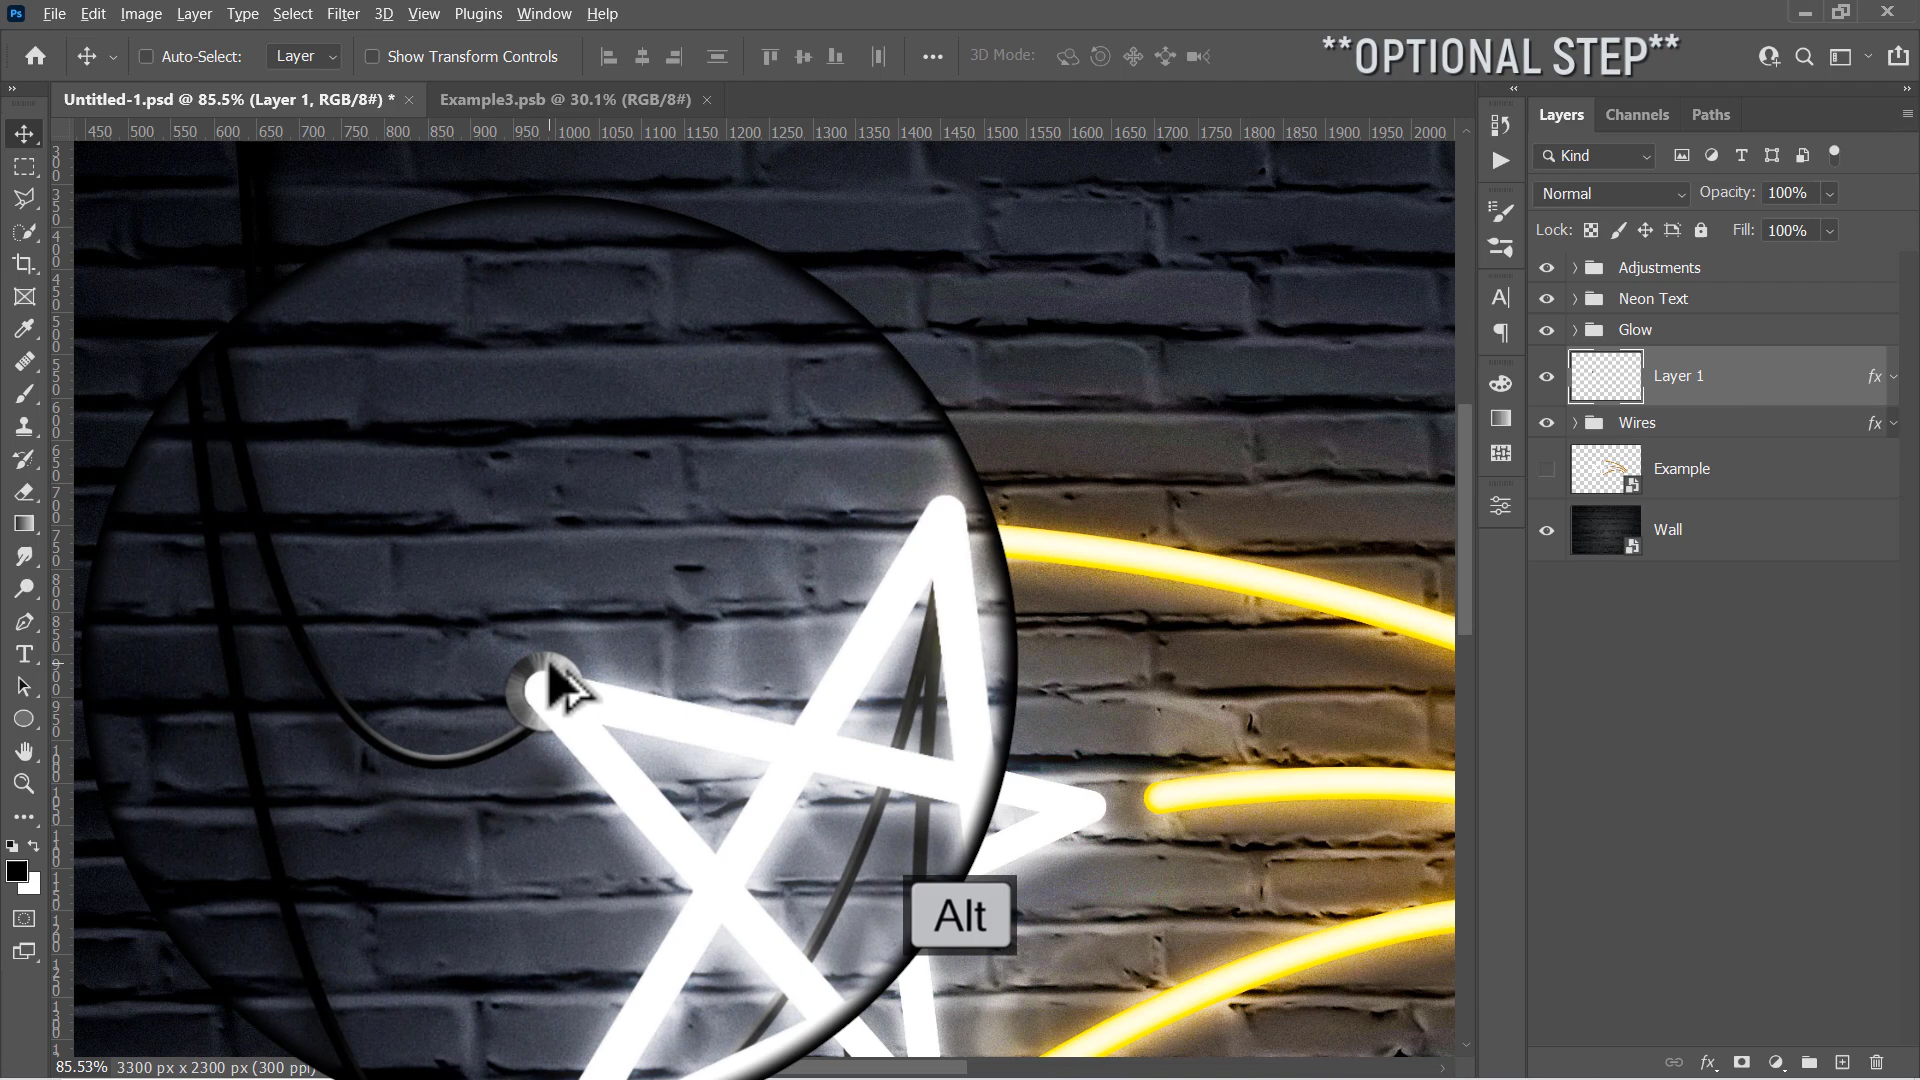 Ps File Edit Image Layer Type Select Filter 3D View Plugins Window Help
Auto-Select: Layer Show Transform Controls 3D Mode: **OPTIONAL STEP**
Untitled-1.psd @ 85.5% (Layer 1, RGB/8#) * × Example3.psb @ 30.1% (RGB/8#) ×
450 500 550 600 650 700 750 800 850 900 950 1000 1050 1100 1150 1200 1250 1300 1350 1400 1450 1500 1550 1600 1650 1700 1750 1800 1850 1900 1950 2000
Layers Channels Paths
Kind
Normal Opacity: 100%
Lock: Fill: 100%
Adjustments
Neon Text
Glow
Layer 1 fx
Wires fx
Example
Wall
Alt
85.53% 3300 px x 2300 px (300 ppi)
fx